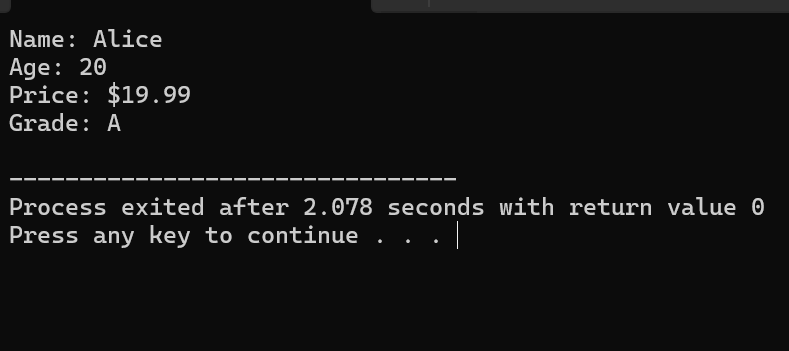 Name: Alice
Age: 20
Price: $19.99
Grade: A
--------------------------------
Process exited after 2.078 seconds with return value 0
Press any key to continue . . .